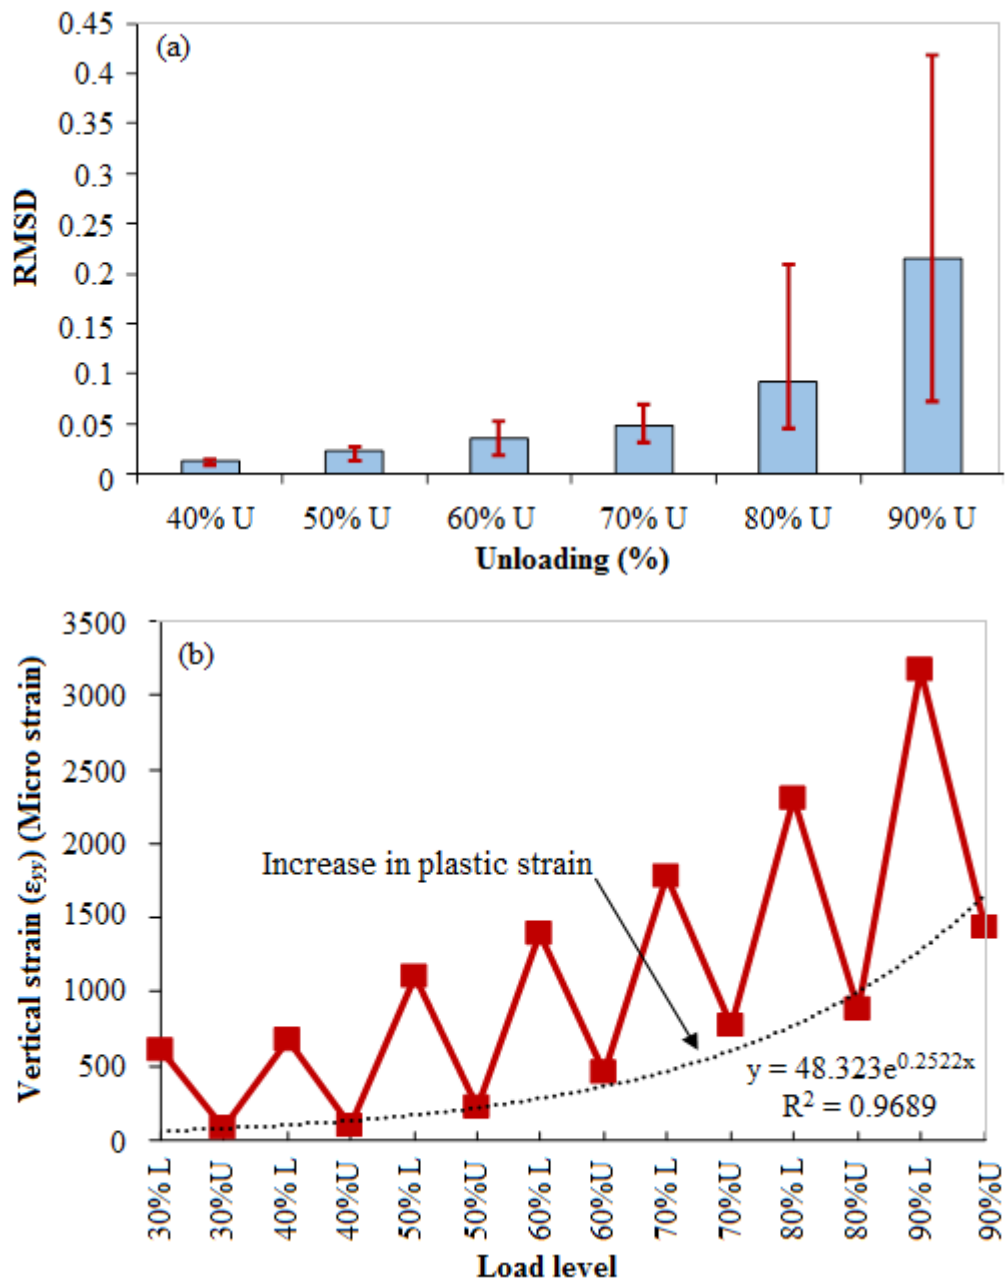 (a)
RMSD
0.45
0.4
0.35
0.3
0.25
0.2
0.15
0.1
0.05
0
40% U 50% U 60% U 70% U 80% U 90% U
Unloading (%)
(b)
Vertical strain (εyy) (Micro strain)
3500
3000
2500
2000
1500
1000
500
0
Increase in plastic strain
y = 48.323e^0.2522x
R² = 0.9689
30% L 30%U 40% L 40%U 50% L 50%U 60% L 60%U 70% L 70%U 80% L 80%U 90% L 90%U
Load level